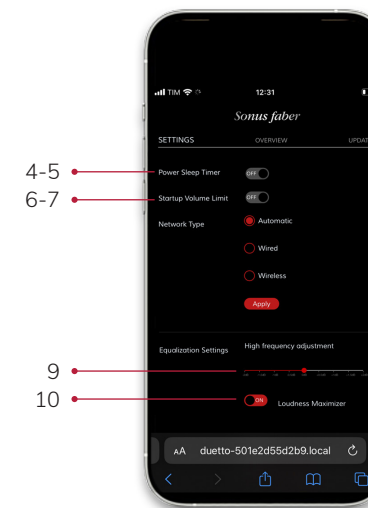 TIM 12:31
Sonus faber
SETTINGS OVERVIEW UPDAT
4-5 Power Sleep Timer OFF
6-7 Startup Volume Limit OFF
Network Type Automatic
Wired
Wireless
Apply
Equalization Settings High frequency adjustment
9
10 ON Loudness Maximizer
AA duetto-501e2d55d2b9.local